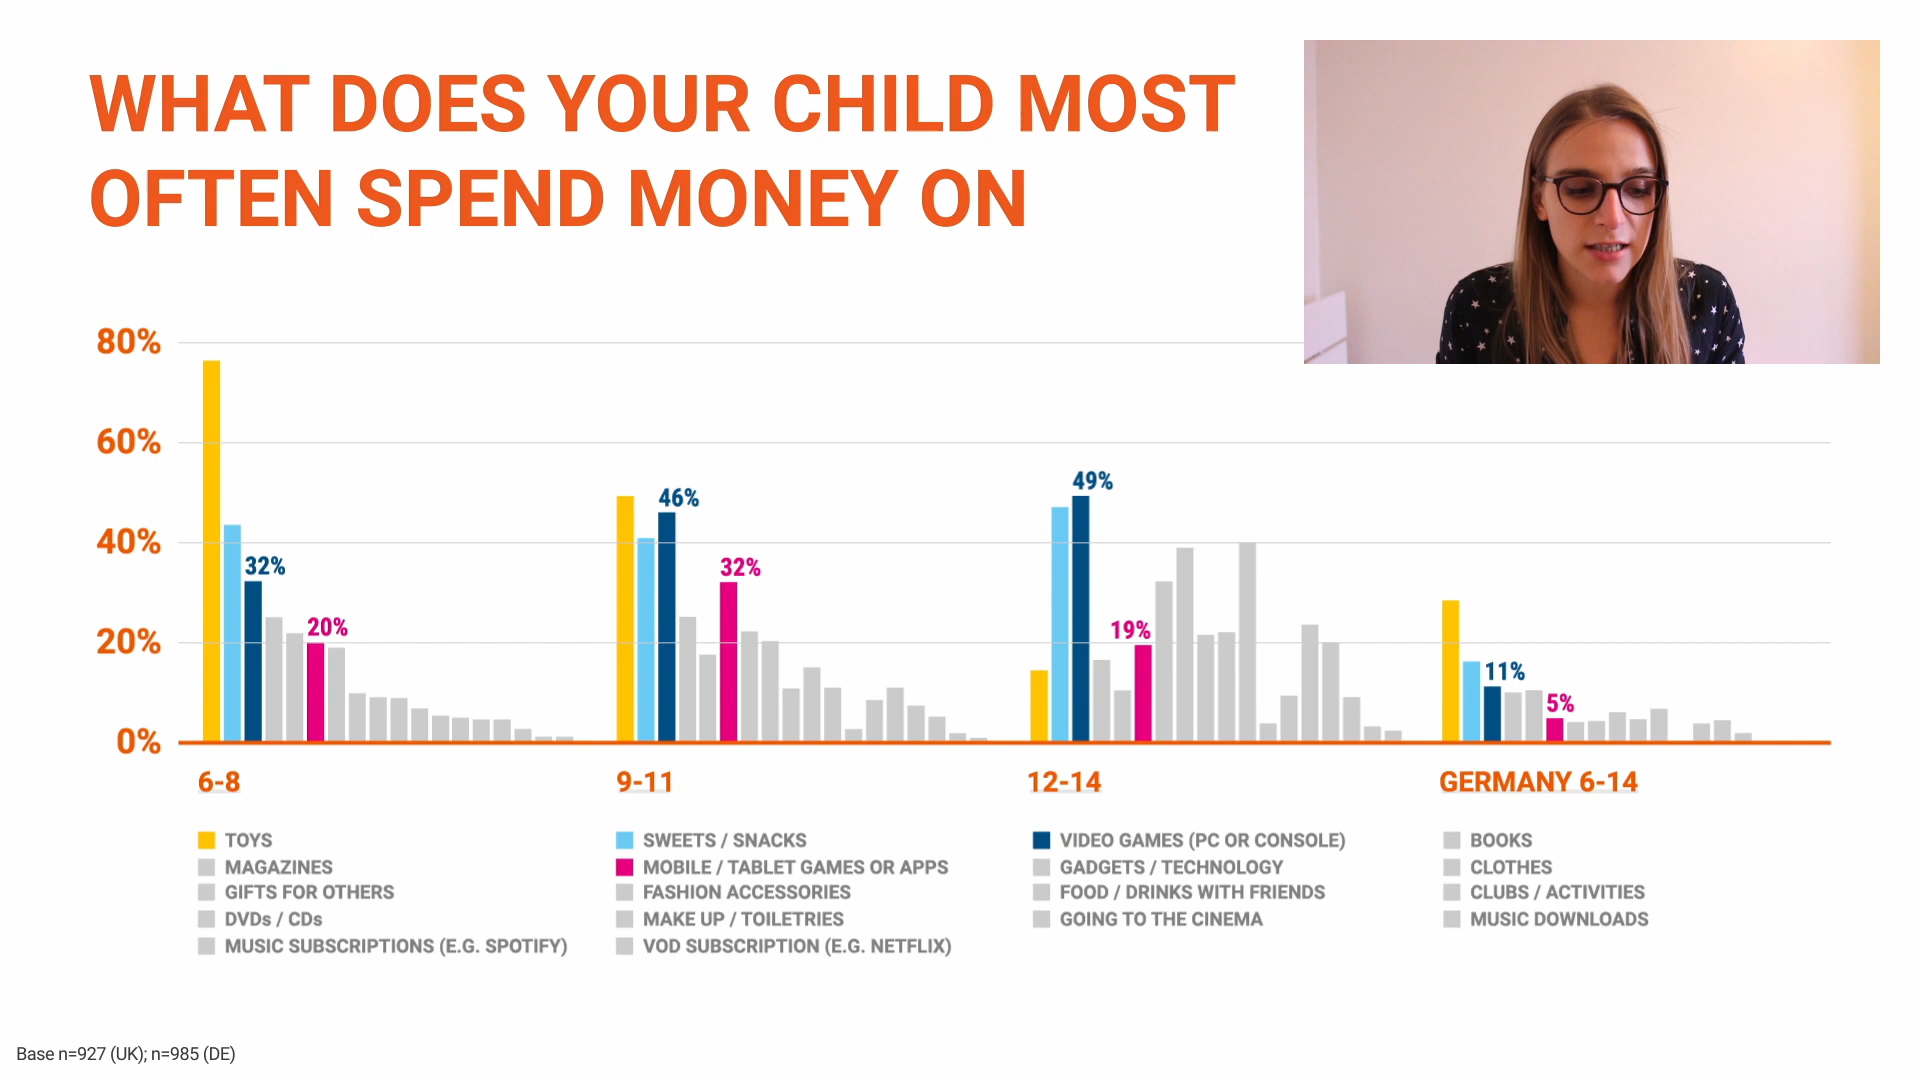 WHAT DOES YOUR CHILD MOST
OFTEN SPEND MONEY ON
80%
60%
40%
20%
0%
32%
20%
46%
32%
49%
19%
11%
5%
6-8
9-11
12-14
GERMANY 6-14
TOYS
MAGAZINES
GIFTS FOR OTHERS
DVDs / CDs
MUSIC SUBSCRIPTIONS (E.G. SPOTIFY)
SWEETS / SNACKS
MOBILE / TABLET GAMES OR APPS
FASHION ACCESSORIES
MAKE UP / TOILETRIES
VOD SUBSCRIPTION (E.G. NETFLIX)
VIDEO GAMES (PC OR CONSOLE)
GADGETS / TECHNOLOGY
FOOD / DRINKS WITH FRIENDS
GOING TO THE CINEMA
BOOKS
CLOTHES
CLUBS / ACTIVITIES
MUSIC DOWNLOADS
Base n=927 (UK); n=985 (DE)